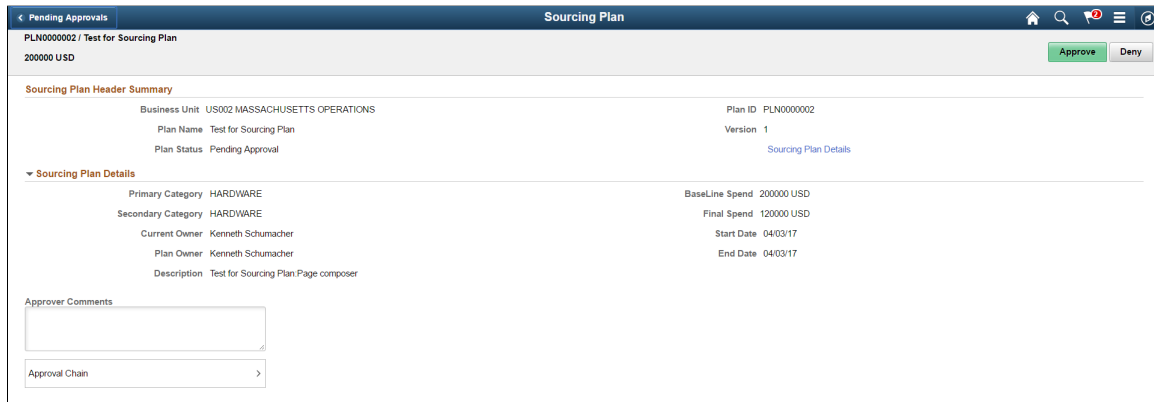 Pending Approvals
Sourcing Plan
2
PLN0000002 / Test for Sourcing Plan
200000 USD
Approve
Deny
Sourcing Plan Header Summary
Business Unit US002 MASSACHUSETTS OPERATIONS
Plan ID PLN0000002
Plan Name Test for Sourcing Plan
Version 1
Plan Status Pending Approval
Sourcing Plan Details
Sourcing Plan Details
Primary Category HARDWARE
BaseLine Spend 200000 USD
Secondary Category HARDWARE
Final Spend 120000 USD
Current Owner Kenneth Schumacher
Start Date 04/03/17
Plan Owner Kenneth Schumacher
End Date 04/03/17
Description Test for Sourcing Plan:Page composer
Approver Comments
Approval Chain